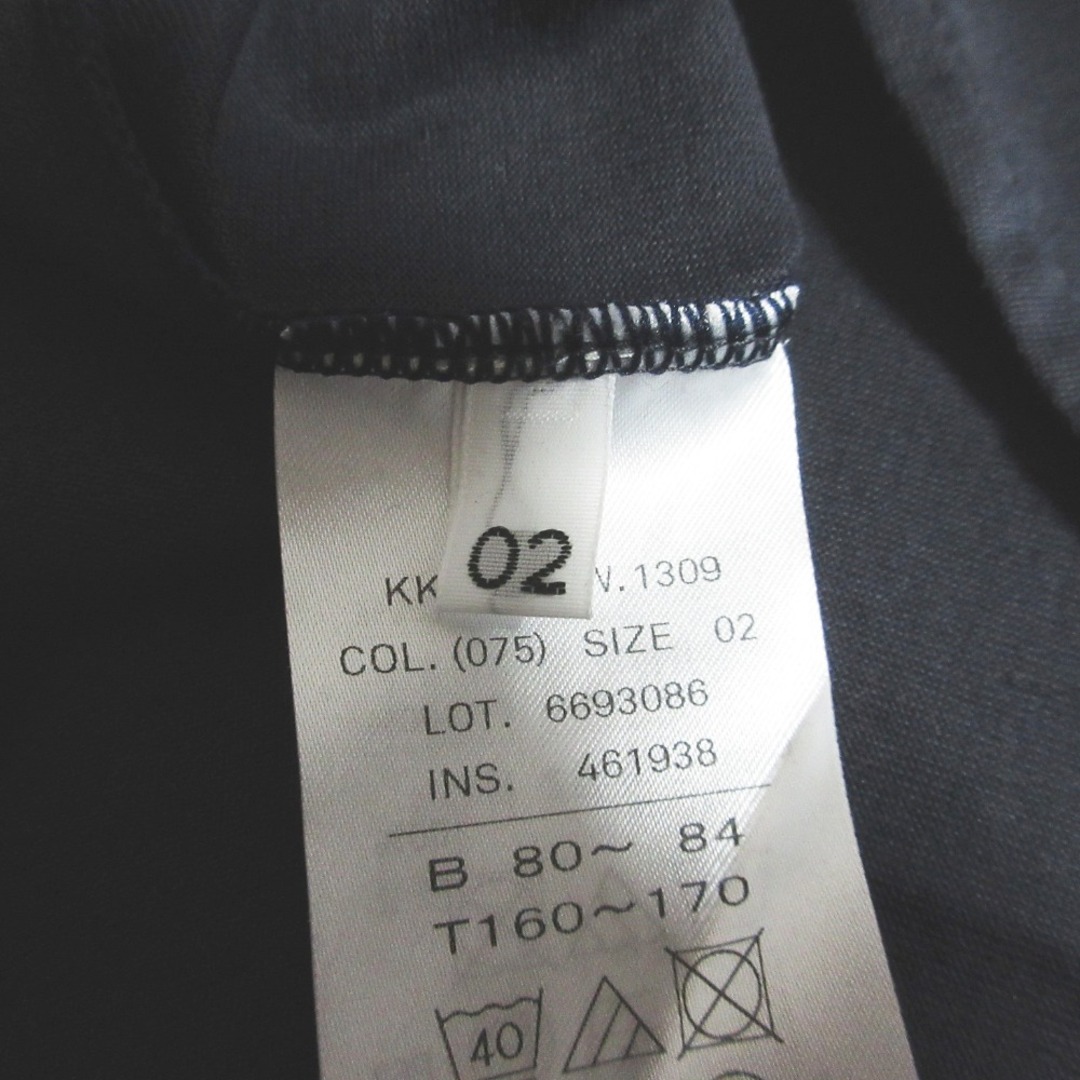 02
KK
.1309
COL. (075) SIZE 02
LOT. 6693086
INS. 461938
B 80~ 84
T160~170
40